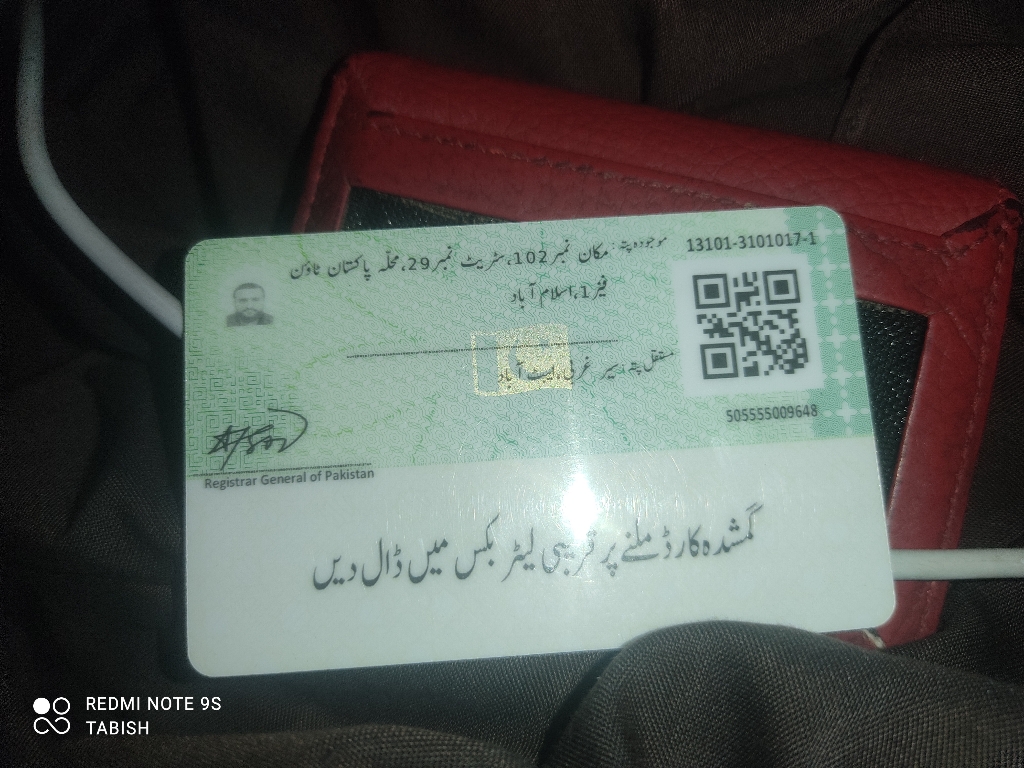 13101-3101017-1
موجودہ پتہ: مکان نمبر 102، سٹریٹ نمبر 29، محلّہ پاکستان ٹاؤن
فیز 1، اسلام آباد
مستقل پتہ: سیر غربی، ایبٹ آباد
505555009648
Registrar General of Pakistan
گمشدہ کارڈ ملنے پر قریبی لیٹر بکس میں ڈال دیں
REDMI NOTE 9S
TABISH